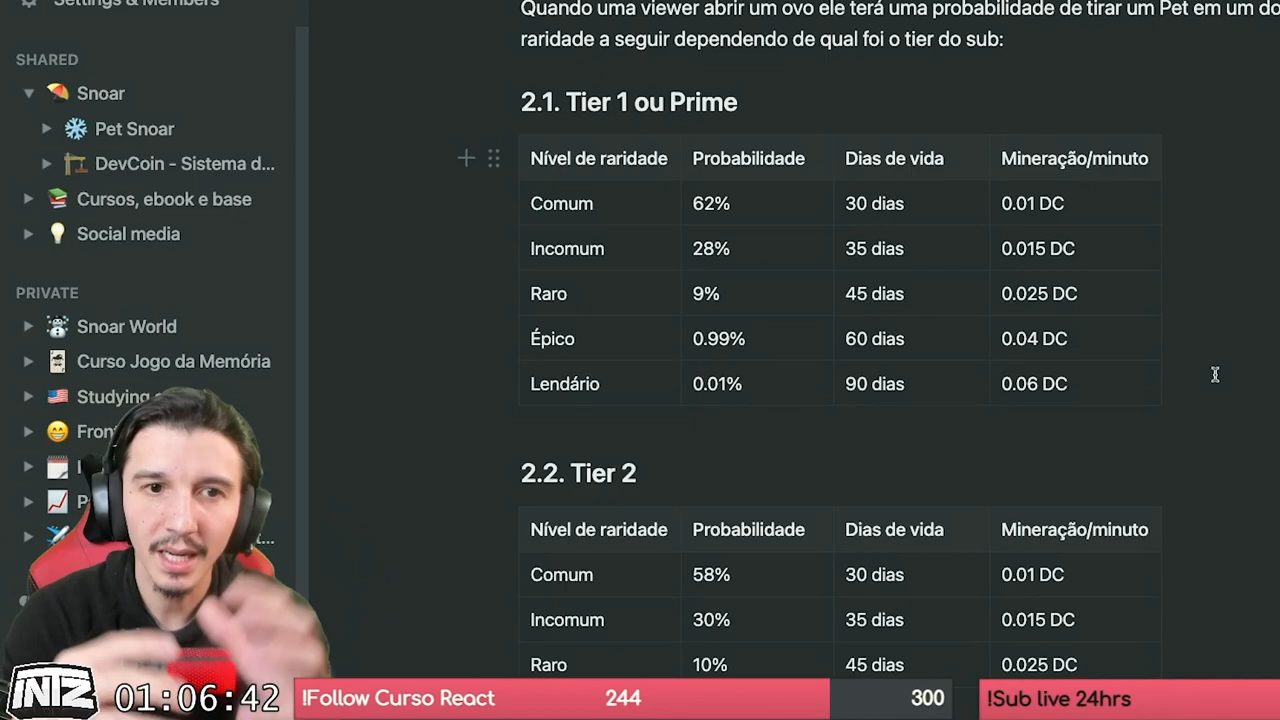 Settings & Members
Quando uma viewer abrir um ovo ele terá uma probabilidade de tirar um Pet em um do
raridade a seguir dependendo de qual foi o tier do sub:
SHARED
Snoar
Pet Snoar
DevCoin - Sistema d...
Cursos, ebook e base
Social media
PRIVATE
Snoar World
Curso Jogo da Memória
Studying
Fron
P
2.1. Tier 1 ou Prime
Nível de raridade Probabilidade Dias de vida Mineração/minuto
Comum 62% 30 dias 0.01 DC
Incomum 28% 35 dias 0.015 DC
Raro 9% 45 dias 0.025 DC
Épico 0.99% 60 dias 0.04 DC
Lendário 0.01% 90 dias 0.06 DC
2.2. Tier 2
Nível de raridade Probabilidade Dias de vida Mineração/minuto
Comum 58% 30 dias 0.01 DC
Incomum 30% 35 dias 0.015 DC
Raro 10% 45 dias 0.025 DC
INTZ 01:06:42 !Follow Curso React 244 300 !Sub live 24hrs